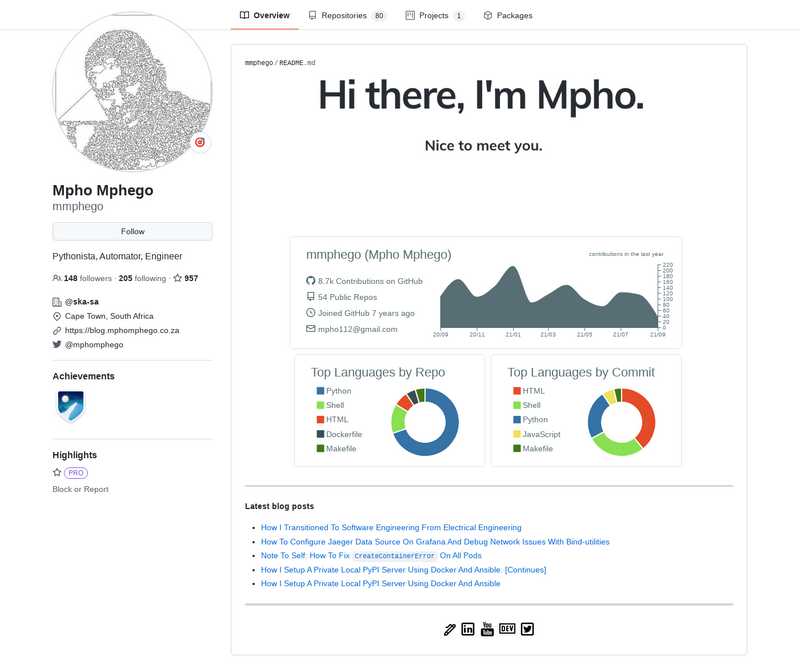 Overview Repositories 80 Projects 1 Packages
Mpho Mphego
mmphego
Follow
Pythonista, Automator, Engineer
148 followers · 205 following · 957
@ska-sa
Cape Town, South Africa
https://blog.mphomphego.co.za
@mphomphego
Achievements
Highlights
PRO
Block or Report
mmphego / README.md
Hi there, I'm Mpho.
Nice to meet you.
mmphego (Mpho Mphego)
contributions in the last year
8.7k Contributions on GitHub
54 Public Repos
Joined GitHub 7 years ago
mpho112@gmail.com
220
200
180
160
140
120
100
80
60
40
20
0
20/09 20/11 21/01 21/03 21/05 21/07 21/09
Top Languages by Repo
Python
Shell
HTML
Dockerfile
Makefile
Top Languages by Commit
HTML
Shell
Python
JavaScript
Makefile
Latest blog posts
How I Transitioned To Software Engineering From Electrical Engineering
How To Configure Jaeger Data Source On Grafana And Debug Network Issues With Bind-utilities
Note To Self: How To Fix CreateContainerError On All Pods
How I Setup A Private Local PyPI Server Using Docker And Ansible. [Continues]
How I Setup A Private Local PyPI Server Using Docker And Ansible
in You Tube DEV